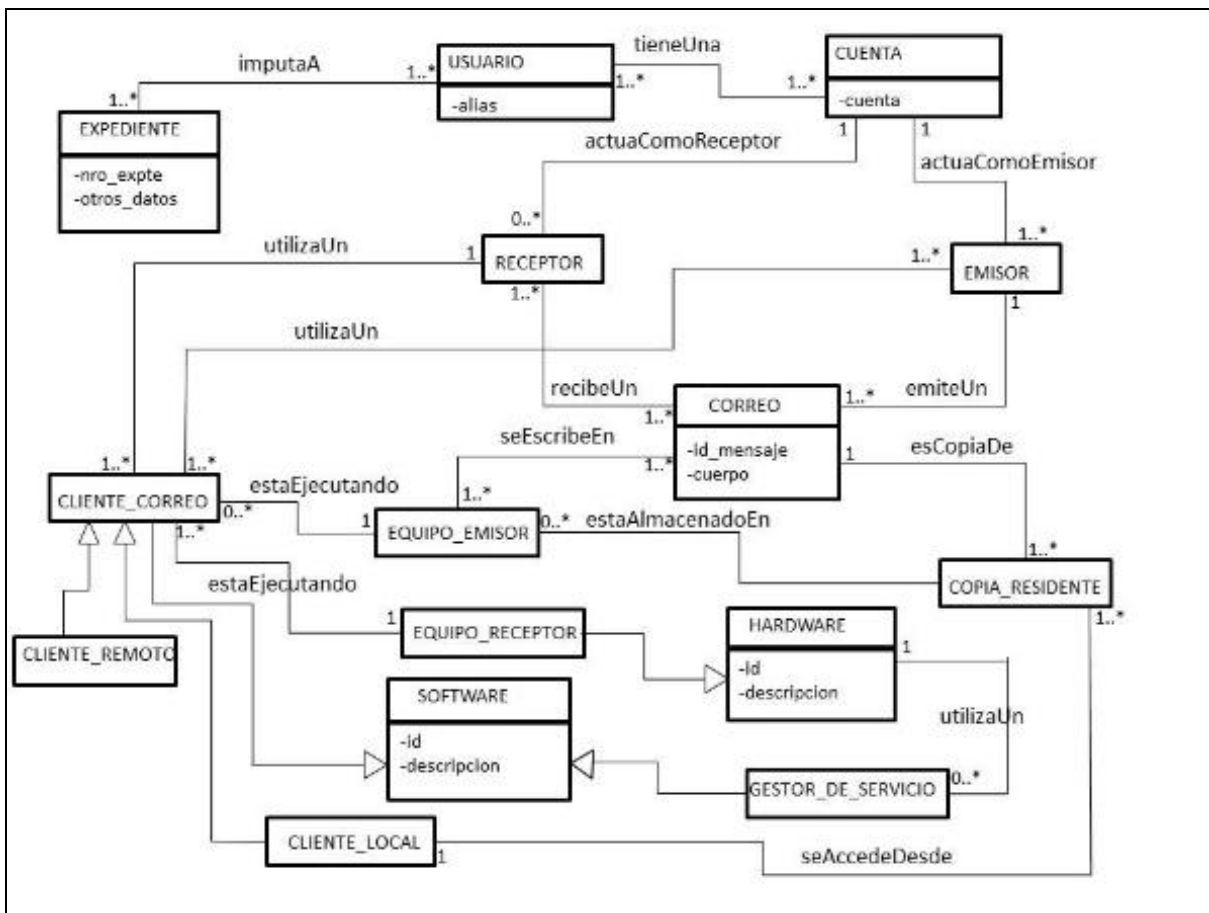 tieneUna
USUARIO
CUENTA
imputaA
1..*
1..*
1..*
-alias
-cuenta
1..*
EXPEDIENTE
actuaComoReceptor
1
1
actuaComoEmisor
-nro_expte
-otros_datos
0..*
1..*
utilizaUn
1
RECEPTOR
1..*
EMISOR
1..*
1
utilizaUn
recibeUn
CORREO
1..*
emiteUn
1..*
seEscribeEn
-id_mensaje
-cuerpo
1
esCopiaDe
1..*
1..*
1..*
CLIENTE_CORREO
estaEjecutando
1..*
0..*
1
EQUIPO_EMISOR
0..*
estaAlmacenadoEn
1..*
1..*
COPIA_RESIDENTE
estaEjecutando
1
EQUIPO_RECEPTOR
HARDWARE
1
1..*
CLIENTE_REMOTO
-id
-descripcion
SOFTWARE
utilizaUn
-id
-descripcion
GESTOR_DE_SERVICIO
0..*
CLIENTE_LOCAL
1
seAccedeDesde